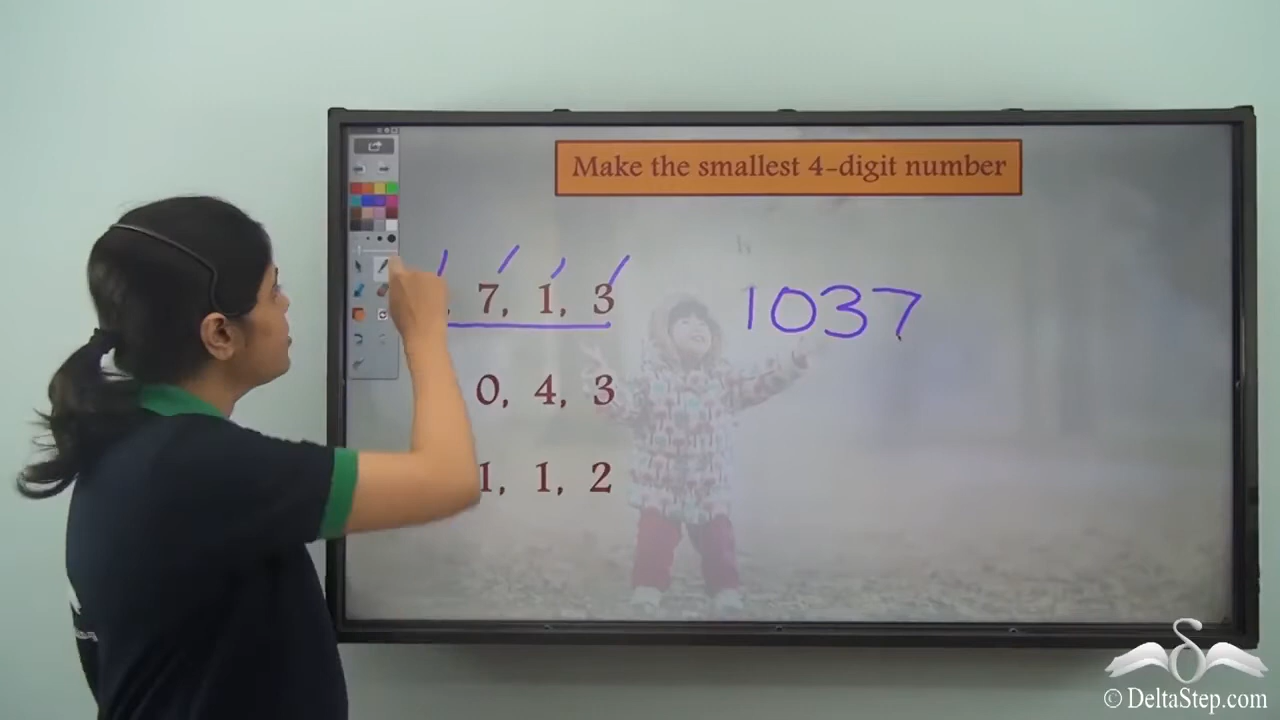 Make the smallest 4-digit number
, 7, 1, 3
1037
0, 4, 3
1, 1, 2
© DeltaStep.com